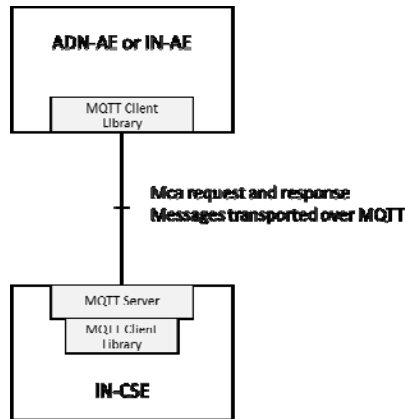 ADN-AE or IN-AE
MQTT Client
Library
Mca request and response
Messages transported over MQTT
MQTT Server
MQTT Client
Library
IN-CSE